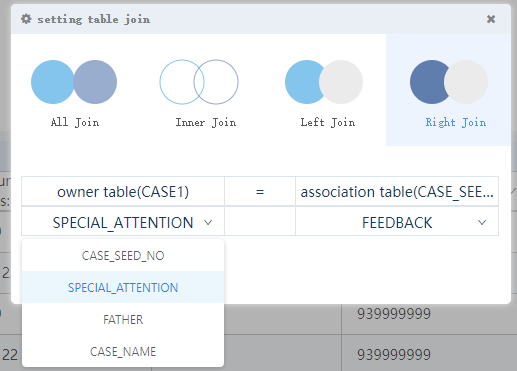 setting table join
All Join
Inner Join
Left Join
Right Join
owner table(CASE1)
=
association table(CASE_SEE...
SPECIAL_ATTENTION
FEEDBACK
CASE_SEED_NO
SPECIAL_ATTENTION
FATHER
CASE_NAME
939999999
22
939999999